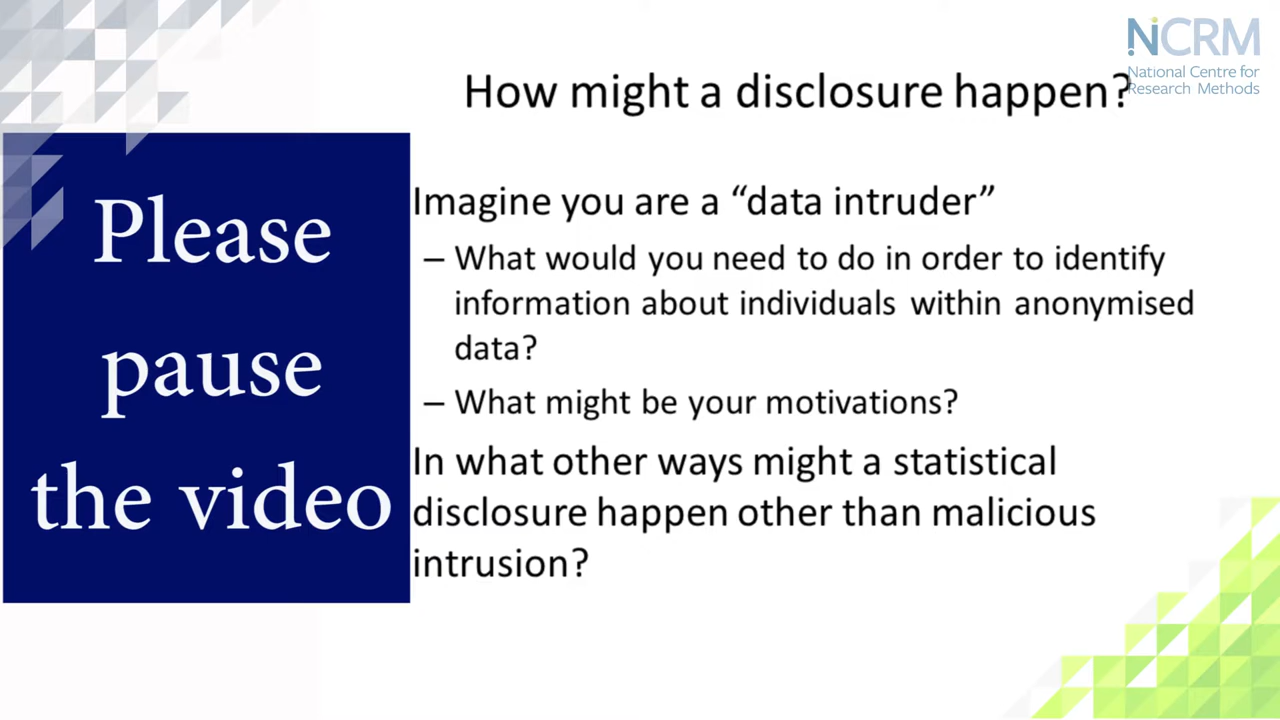 NCRM
National Centre for
Research Methods
How might a disclosure happen?
Please
pause
the video
Imagine you are a “data intruder”
– What would you need to do in order to identify
information about individuals within anonymised
data?
– What might be your motivations?
In what other ways might a statistical
disclosure happen other than malicious
intrusion?